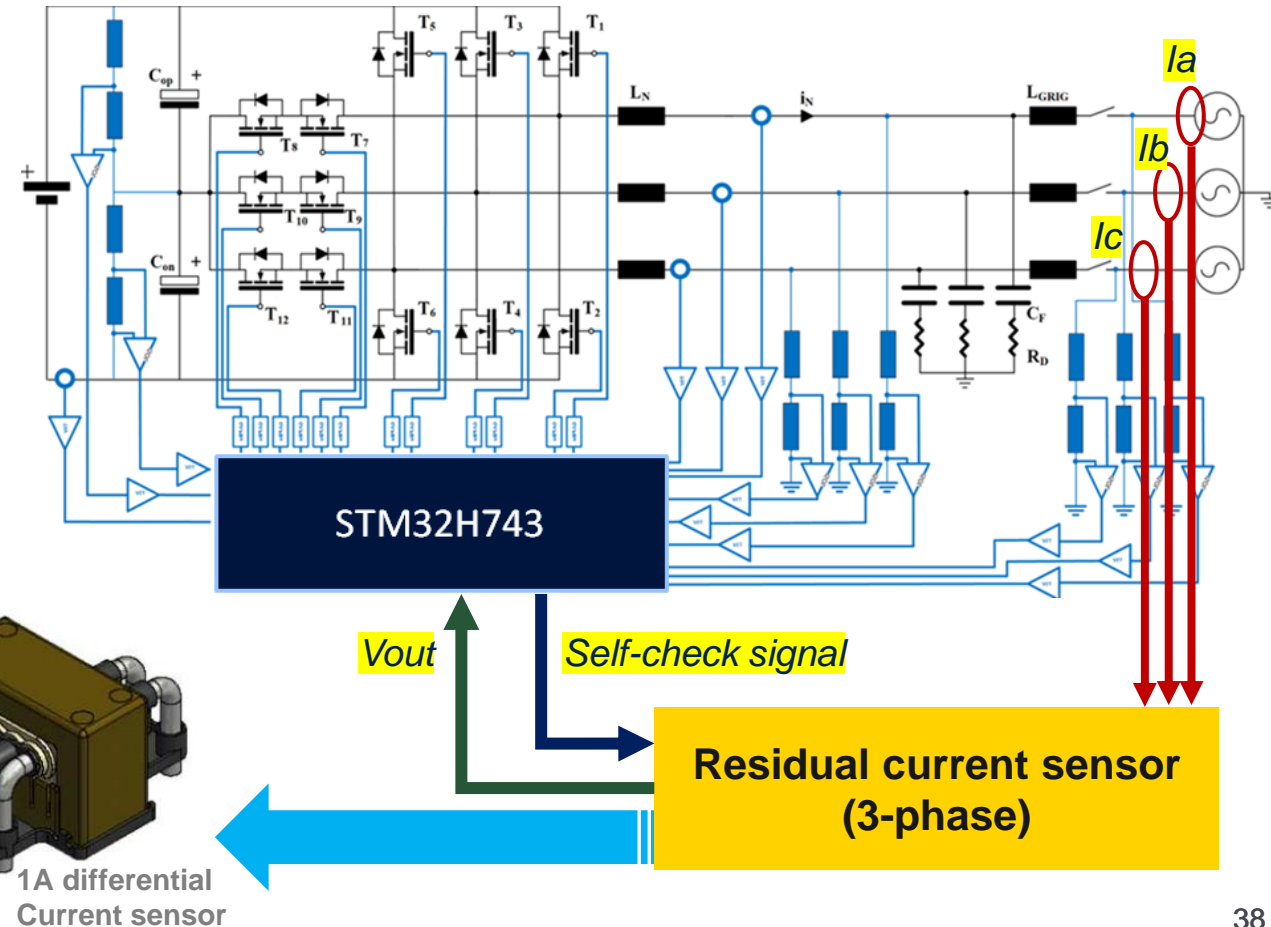 T5
T3
T1
Ia
Cop
+
LN
iN
LGRIG
Ib
+
T8
T7
T10
T9
Ic
Con
+
T12
T11
T6
T4
T2
CF
RD
STM32H743
Vout
Self-check signal
Residual current sensor
(3-phase)
1A differential
Current sensor
38